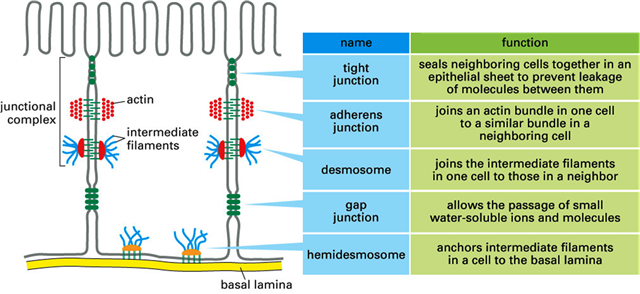 junctional
complex
actin
intermediate
filaments
basal lamina
name function
tight
junction
seals neighboring cells together in an
epithelial sheet to prevent leakage
of molecules between them
adherens
junction
joins an actin bundle in one cell
to a similar bundle in a
neighboring cell
desmosome
joins the intermediate filaments
in one cell to those in a neighbor
gap
junction
allows the passage of small
water-soluble ions and molecules
hemidesmosome
anchors intermediate filaments
in a cell to the basal lamina